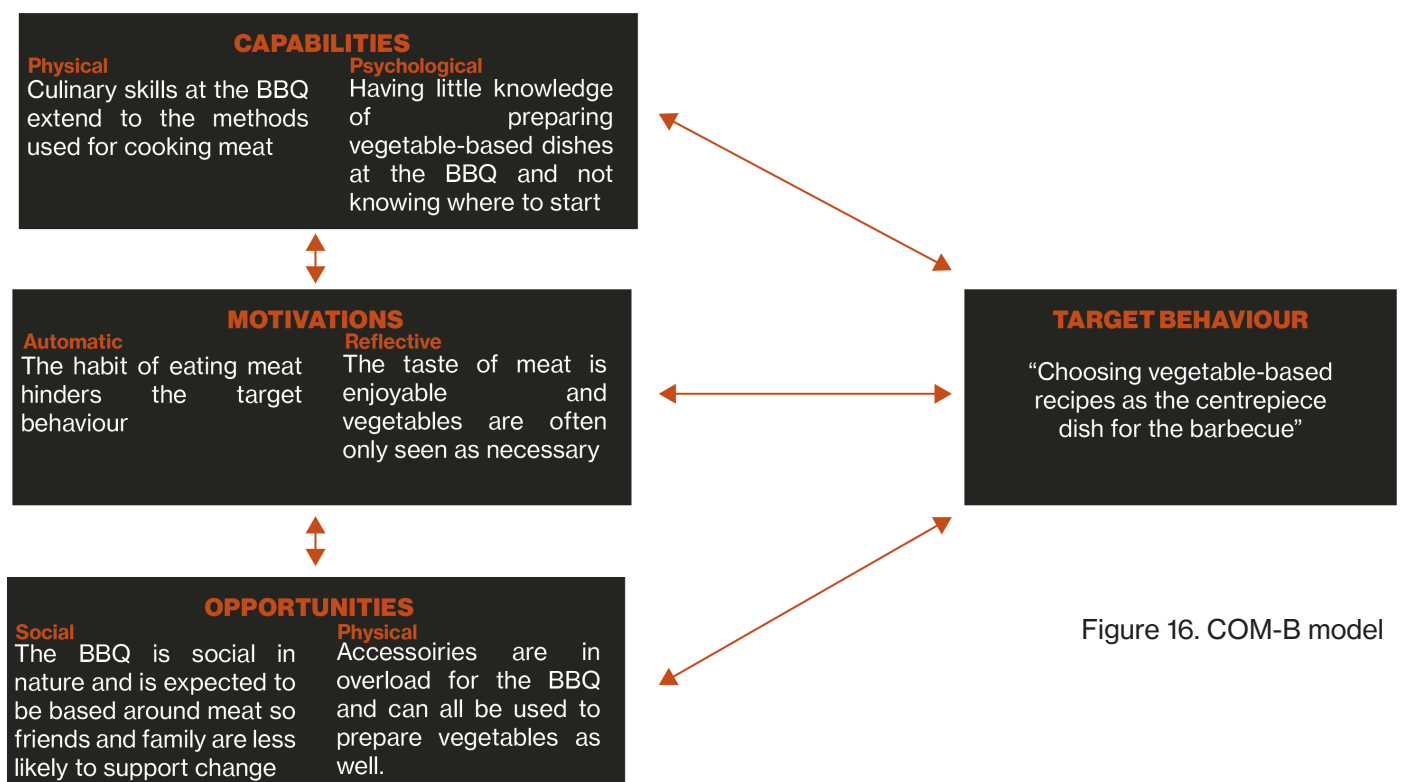 CAPABILITIES
Physical
Culinary skills at the BBQ
extend to the methods
used for cooking meat
Psychological
Having little knowledge
of preparing
vegetable-based dishes
at the BBQ and not
knowing where to start
MOTIVATIONS
Automatic
The habit of eating meat
hinders the target
behaviour
Reflective
The taste of meat is
enjoyable and
vegetables are often
only seen as necessary
OPPORTUNITIES
Social
The BBQ is social in
nature and is expected to
be based around meat so
friends and family are less
likely to support change
Physical
Accessoiries are in
overload for the BBQ
and can all be used to
prepare vegetables as
well.
TARGET BEHAVIOUR
“Choosing vegetable-based
recipes as the centrepiece
dish for the barbecue”
Figure 16. COM-B model